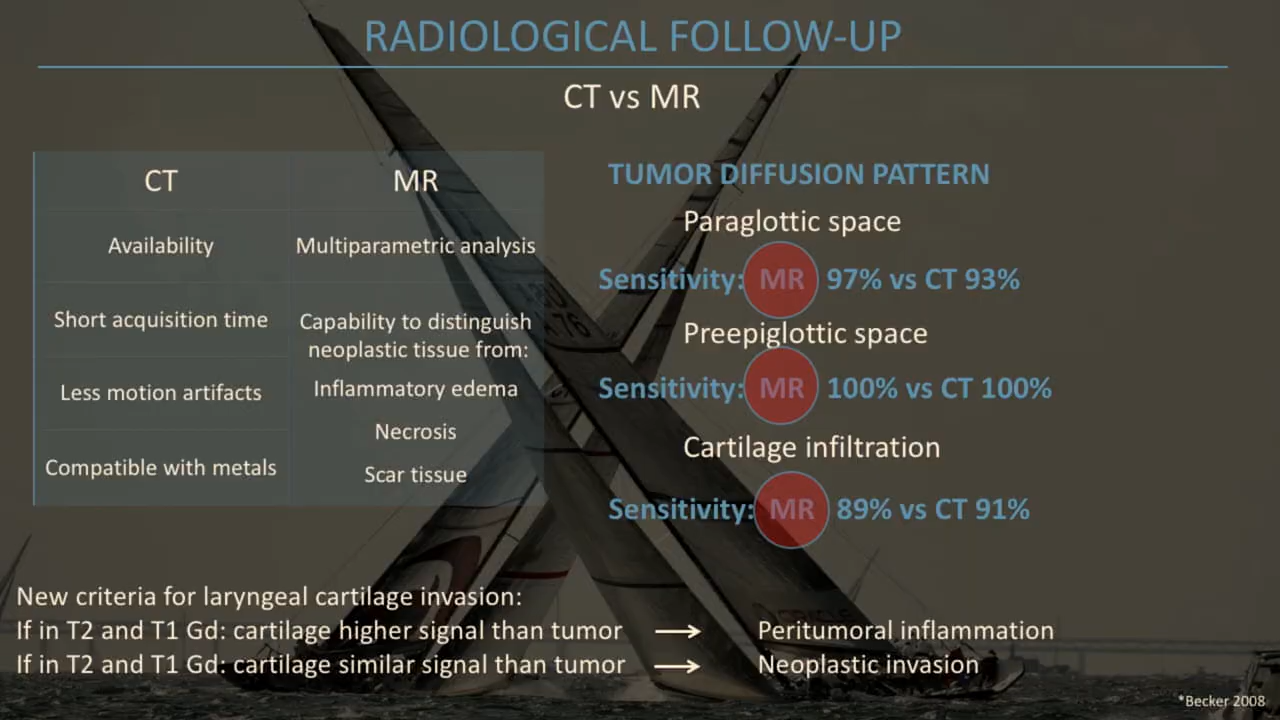 RADIOLOGICAL FOLLOW-UP
CT vs MR
CT
MR
Availability
Multiparametric analysis
Short acquisition time
Capability to distinguish
neoplastic tissue from:
Less motion artifacts
Inflammatory edema
Necrosis
Compatible with metals
Scar tissue
TUMOR DIFFUSION PATTERN
Paraglottic space
Sensitivity: MR 97% vs CT 93%
Preepiglottic space
Sensitivity: MR 100% vs CT 100%
Cartilage infiltration
Sensitivity: MR 89% vs CT 91%
New criteria for laryngeal cartilage invasion:
If in T2 and T1 Gd: cartilage higher signal than tumor → Peritumoral inflammation
If in T2 and T1 Gd: cartilage similar signal than tumor → Neoplastic invasion
*Becker 2008